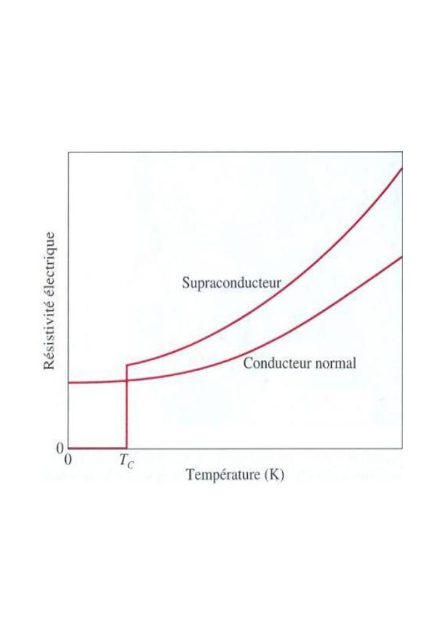 Résistivité électrique
Supraconducteur
Conducteur normal
0
0
T_C
Température (K)